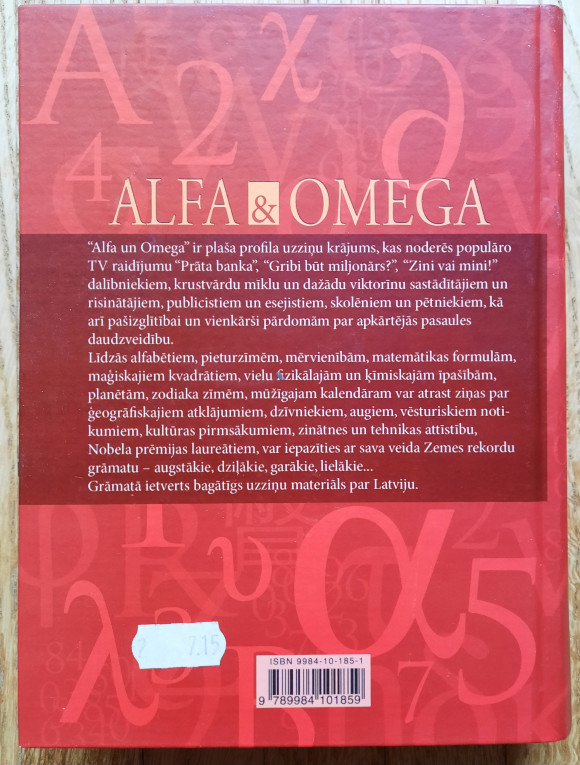 ALFA & OMEGA
“Alfa un Omega” ir plaša profila uzziņu krājums, kas noderēs populāro
TV raidījumu “Prāta banka”, “Gribi būt miljonārs?”, “Zini vai mini!”
dalībniekiem, krustvārdu mīklu un dažādu viktorīnu sastādītājiem un
risinātājiem, publicistiem un esejistiem, skolēniem un pētniekiem, kā
arī pašizglītībai un vienkārši pārdomām par apkārtējās pasaules
daudzveidību.
Līdzās alfabētiem, pieturzīmēm, mērvienībām, matemātikas formulām,
maģiskajiem kvadrātiem, vielu fizikālajām un ķīmiskajām īpašībām,
planētām, zodiaka zīmēm, mūžīgajam kalendāram var atrast ziņas par
ģeogrāfiskajiem atklājumiem, dzīvniekiem, augiem, vēsturiskiem noti-
kumiem, kultūras pirmsākumiem, zinātnes un tehnikas attīstību,
Nobela prēmijas laureātiem, var iepazīties ar sava veida Zemes rekordu
grāmatu – augstākie, dziļākie, garākie, lielākie...
Grāmatā ietverts bagātīgs uzziņu materiāls par Latviju.
7.15
ISBN 9984-10-185-1
9 789984 101859